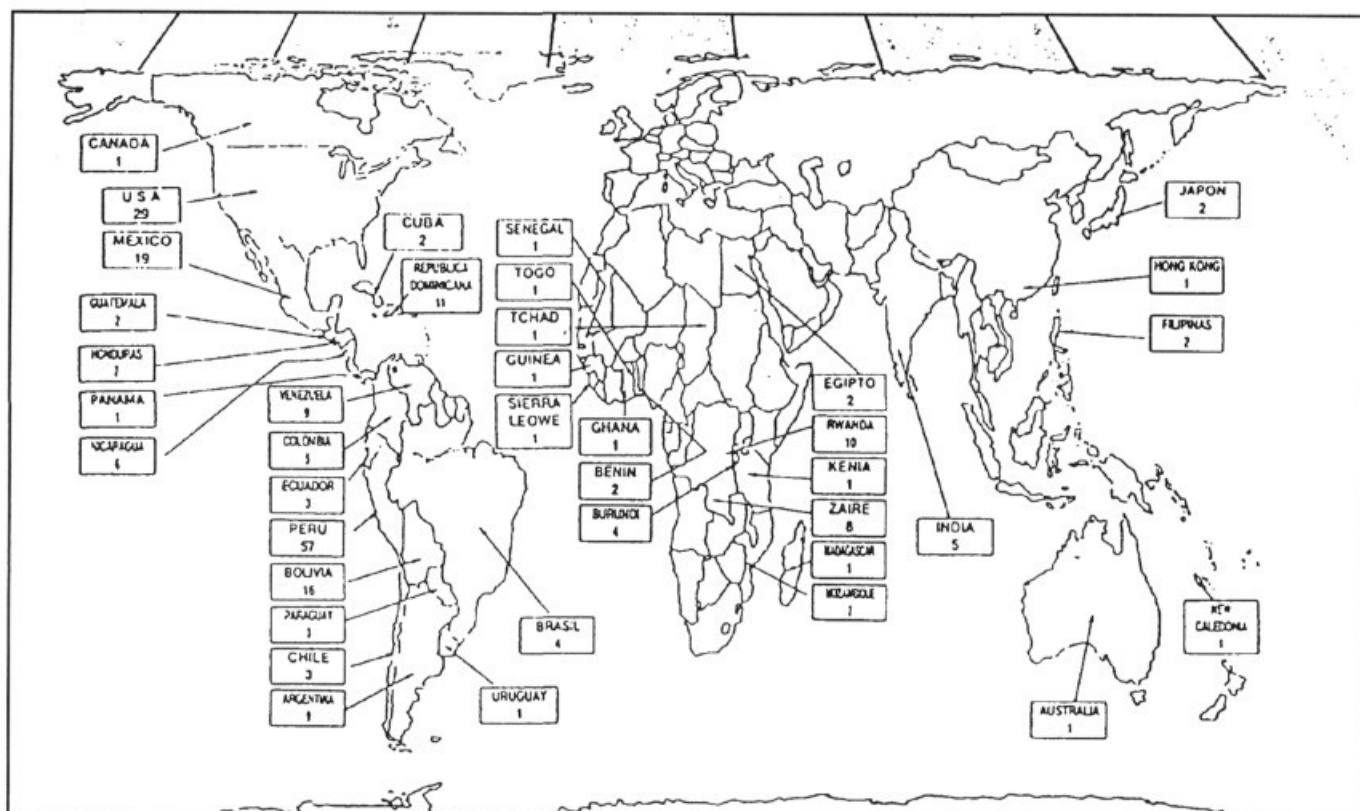 CANADA
1
U S A
29
MEXICO
19
GUATEMALA
2
HONDURAS
PANAMA
1
NICARAGUA
6
CUBA
2
REPUBLICA
DOMINICANA
11
VENEZUELA
9
COLOMBIA
5
ECUADOR
3
PERU
57
BOLIVIA
16
PARAGUAY
CHILE
3
ARGENTINA
BRASIL
4
URUGUAY
1
SENEGAL
1
TOGO
1
TCHAD
1
GUINEA
1
SIERRA
LEOWE
1
GHANA
1
BENIN
2
BURUNDI
4
EGIPTO
2
RWANDA
10
KENIA
1
ZAIRE
8
MADAGASCAR
1
MOZAMBIQUE
INDIA
5
JAPON
2
HONG KONG
1
FILIPINAS
2
NEW
CALEDONIA
1
AUSTRALIA
1